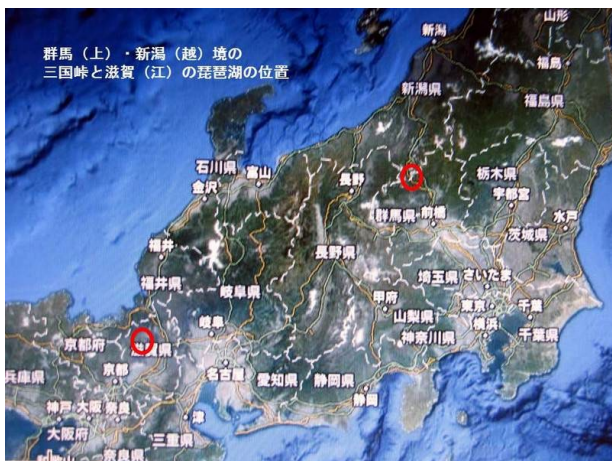 群馬（上）・新潟（越）境の
三国峠と滋賀（江）の琵琶湖の位置
山形
新潟
福島
新潟県
福島県
石川県
富山
長野
栃木県
金沢
宇都宮
群馬県
前橋
水戸
茨城県
福井
長野県
福井県
岐阜県
埼玉県
さいたま
甲府
東京
千葉
山梨県
岐阜
京都府
神奈川県
横浜
千葉県
京都
名古屋
兵庫県
愛知県
静岡県
静岡
神戸
大阪
奈良
津
大阪府
三重県
奈良県